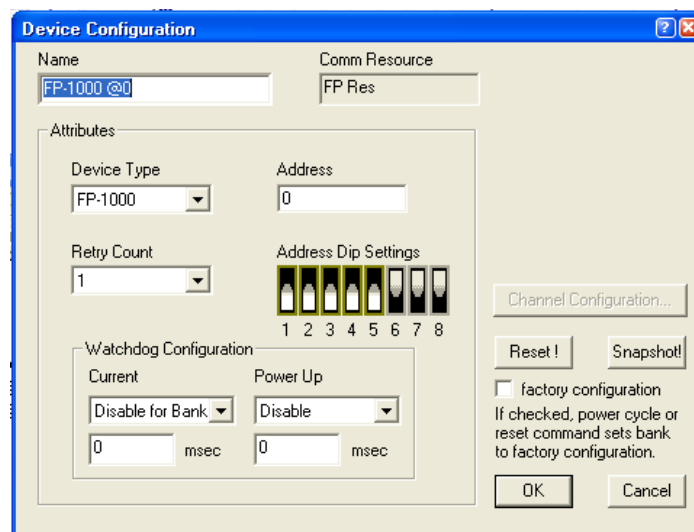 Device Configuration
Name
Comm Resource
FP-1000 @0
FP Res
Attributes
Device Type
Address
FP-1000
0
Retry Count
Address Dip Settings
1
1 2 3 4 5 6 7 8
Channel Configuration...
Watchdog Configuration
Current
Power Up
Disable for Bank
Disable
0 msec
0 msec
Reset !
Snapshot!
factory configuration
If checked, power cycle or
reset command sets bank
to factory configuration.
OK
Cancel